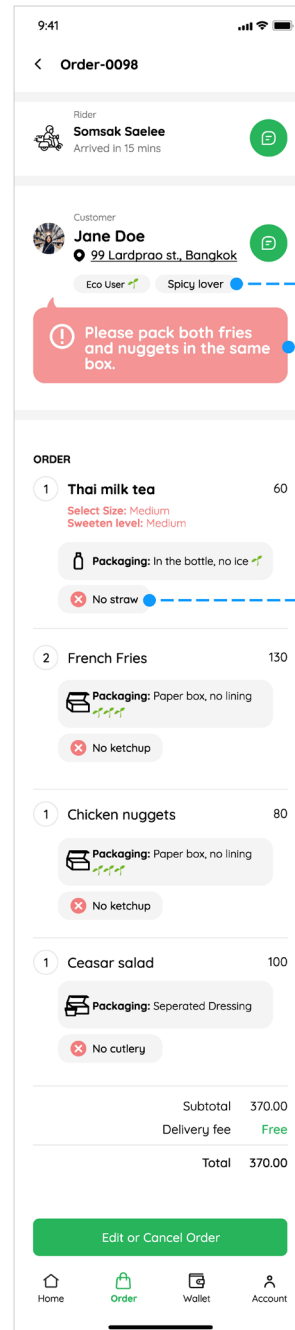 9:41
Order-0098
Rider
Somsak Saelee
Arrived in 15 mins
Customer
Jane Doe
99 Lardprao st., Bangkok
Eco User
Spicy lover
Please pack both fries
and nuggets in the same
box.
ORDER
1 Thai milk tea 60
Select Size: Medium
Sweeten level: Medium
Packaging: In the bottle, no ice
No straw
2 French Fries 130
Packaging: Paper box, no lining
No ketchup
1 Chicken nuggets 80
Packaging: Paper box, no lining
No ketchup
1 Ceasar salad 100
Packaging: Seperated Dressing
No cutlery
Subtotal 370.00
Delivery fee Free
Total 370.00
Edit or Cancel Order
Home Order Wallet Account